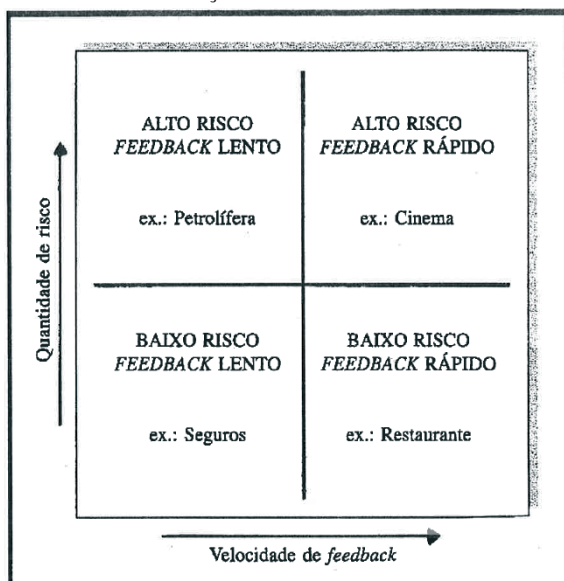 ALTO RISCO
FEEDBACK LENTO
ex.: Petrolífera
ALTO RISCO
FEEDBACK RÁPIDO
ex.: Cinema
Quantidade de risco
BAIXO RISCO
FEEDBACK LENTO
ex.: Seguros
BAIXO RISCO
FEEDBACK RÁPIDO
ex.: Restaurante
Velocidade de feedback